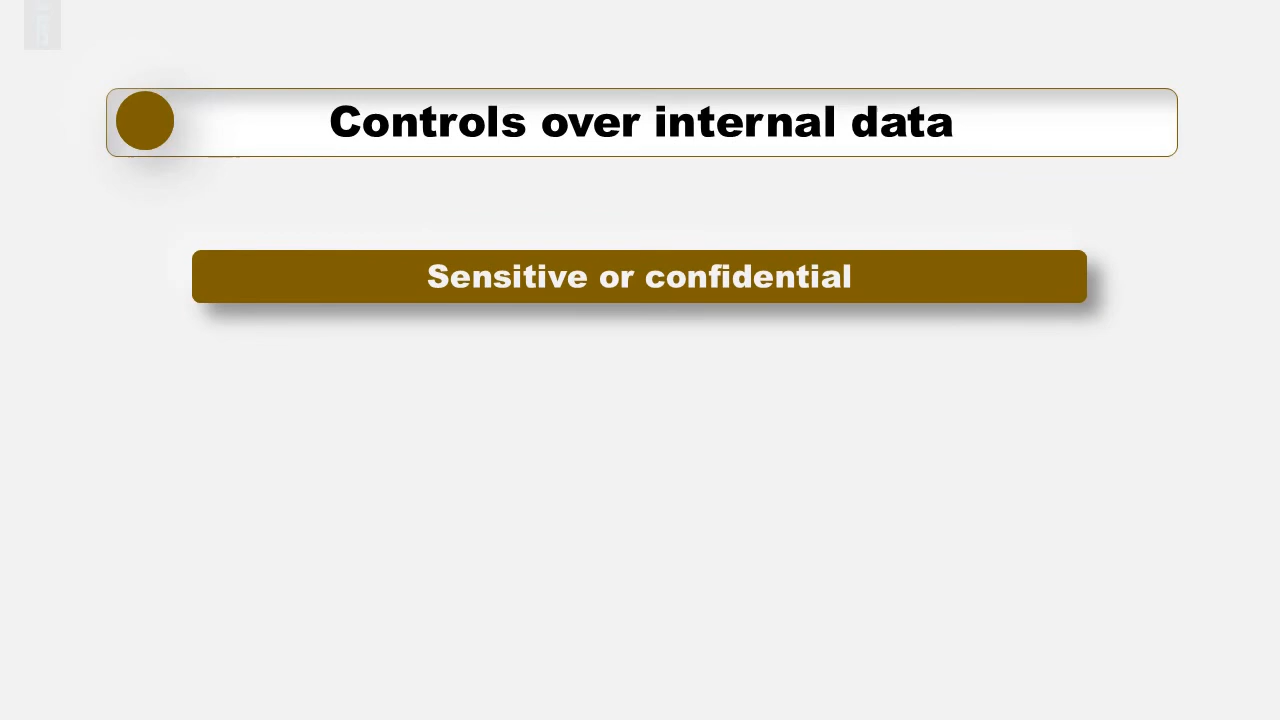 Controls over internal data
Sensitive or confidential